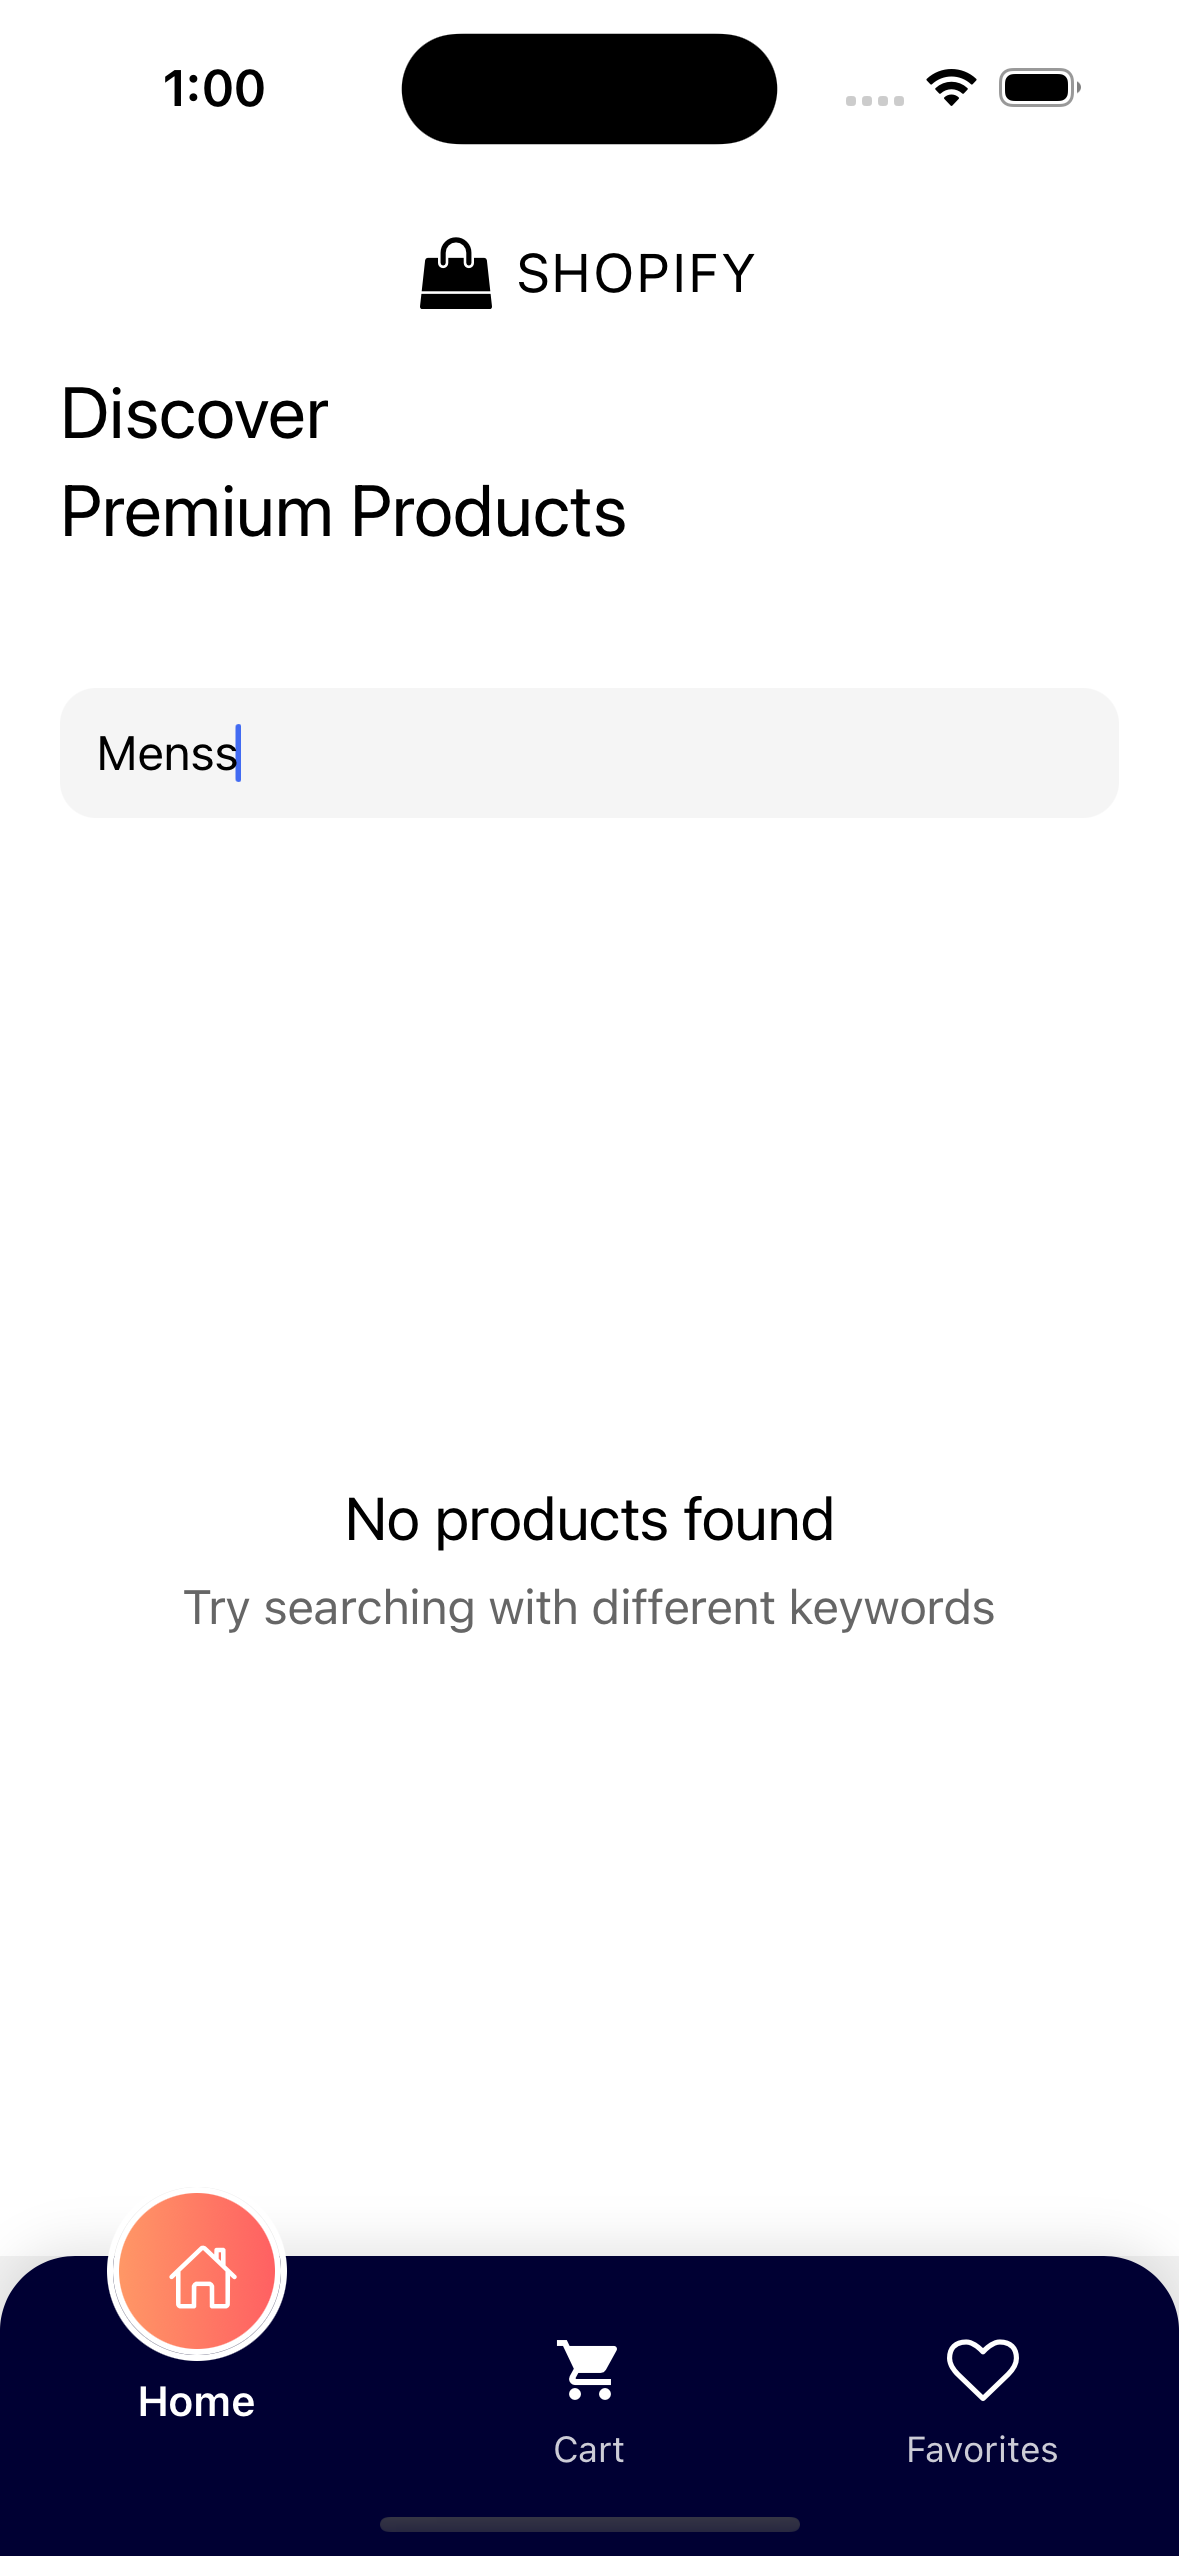 1:00
SHOPIFY
Discover
Premium Products
Menss
No products found
Try searching with different keywords
Home
Cart
Favorites